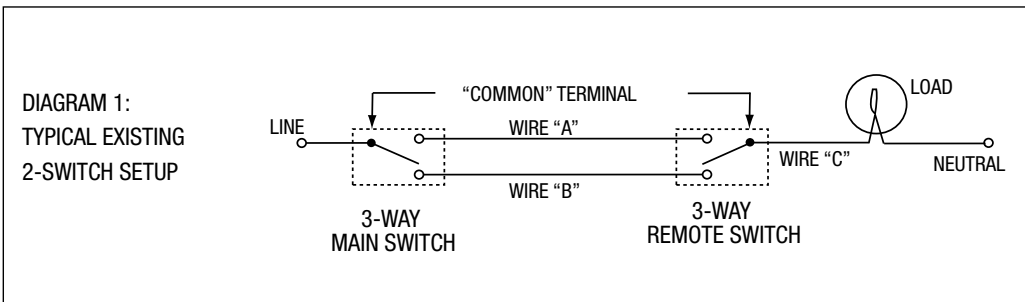 DIAGRAM 1:
TYPICAL EXISTING
2-SWITCH SETUP
LINE
“COMMON” TERMINAL
WIRE “A”
WIRE “B”
3-WAY
MAIN SWITCH
3-WAY
REMOTE SWITCH
WIRE “C”
LOAD
NEUTRAL